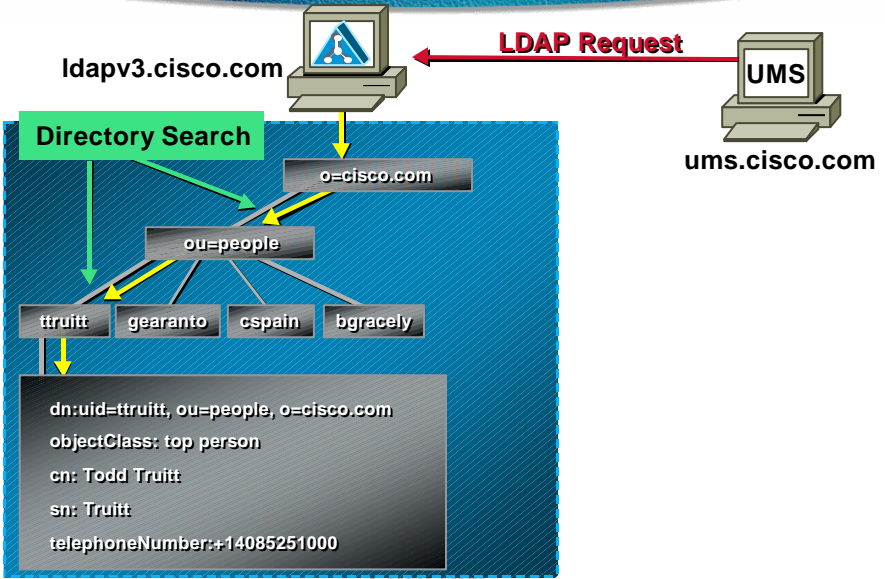 LDAP Request
ldapv3.cisco.com
UMS
Directory Search
ums.cisco.com
o=cisco.com
ou=people
ttruitt
gearanto
cspain
bgracely
dn:uid=ttruitt, ou=people, o=cisco.com
objectClass: top person
cn: Todd Truitt
sn: Truitt
telephoneNumber:+14085251000